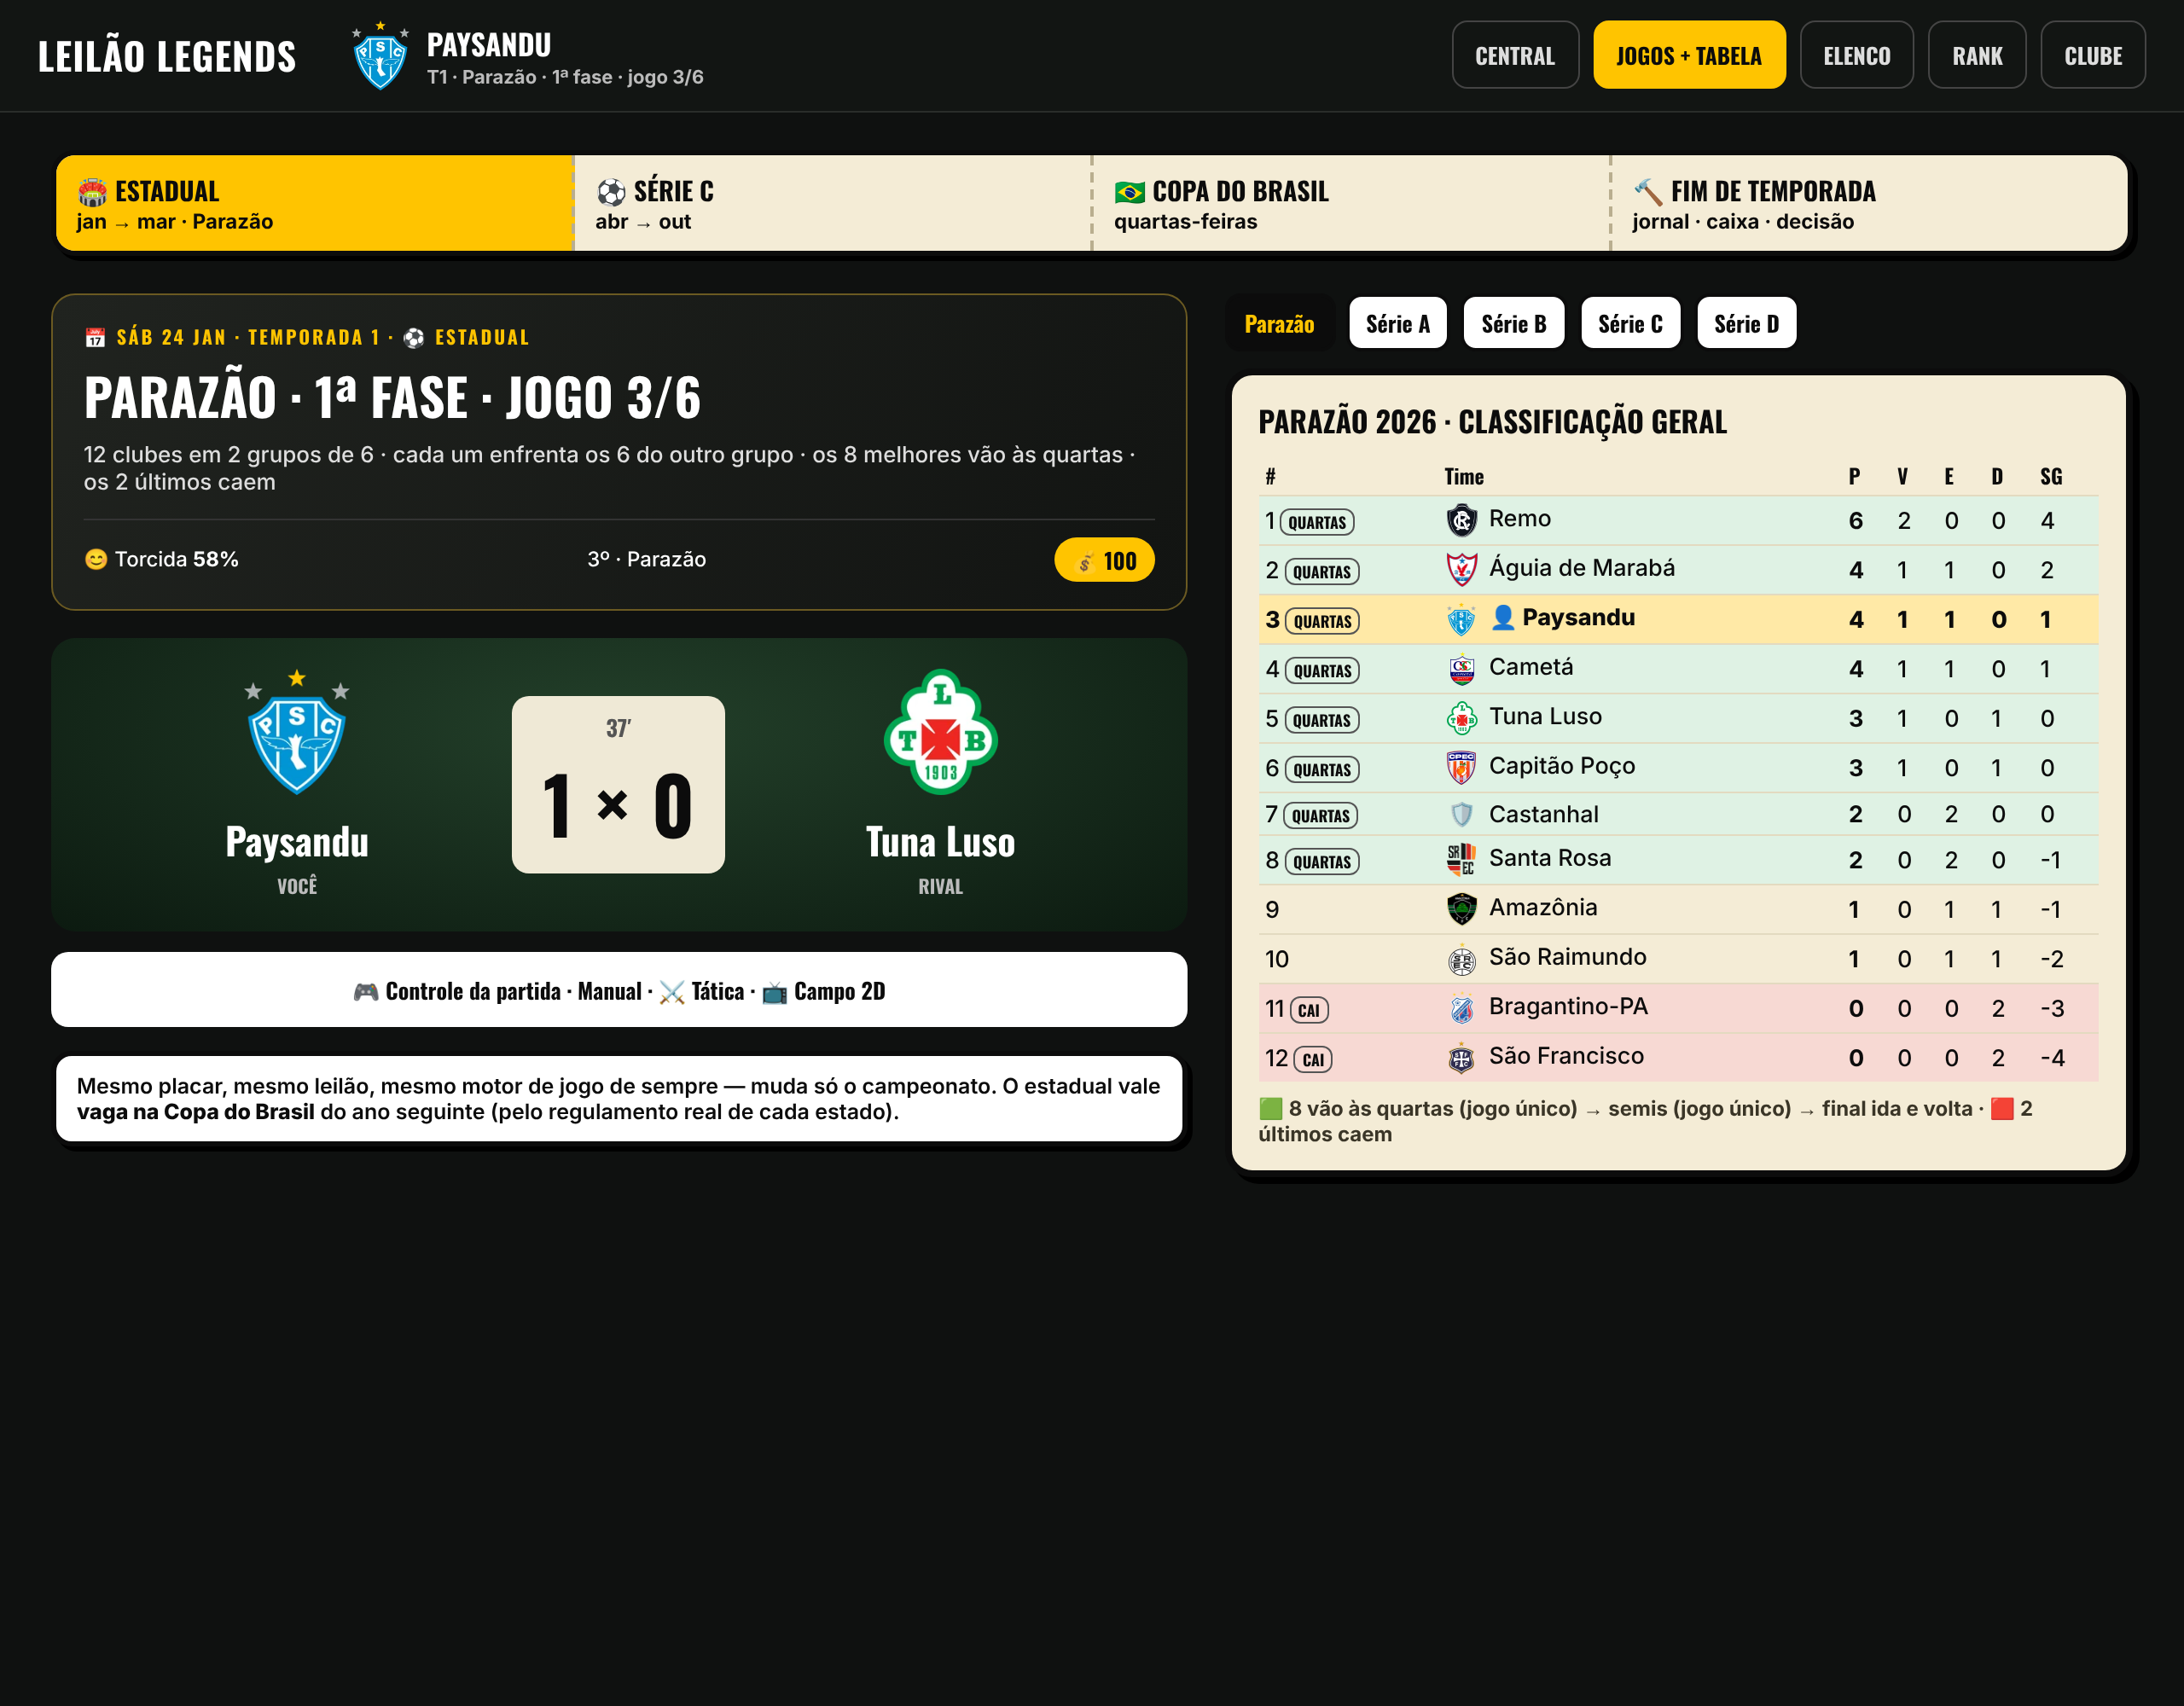 LEILÃO LEGENDS
PAYSANDU
T1 · Parazão · 1ª fase · jogo 3/6
CENTRAL
JOGOS + TABELA
ELENCO
RANK
CLUBE
ESTADUAL
jan → mar · Parazão
SÉRIE C
abr → out
COPA DO BRASIL
quartas-feiras
FIM DE TEMPORADA
jornal · caixa · decisão
SÁB 24 JAN · TEMPORADA 1 · ⚽ ESTADUAL
PARAZÃO · 1ª FASE · JOGO 3/6
12 clubes em 2 grupos de 6 · cada um enfrenta os 6 do outro grupo · os 8 melhores vão às quartas ·
os 2 últimos caem
😊 Torcida 58%
3º · Parazão
💰 100
P S C
37'
1 × 0
L
T B
1903
Paysandu
VOCÊ
Tuna Luso
RIVAL
🎮 Controle da partida · Manual · ⚔️ Tática · 📺 Campo 2D
Mesmo placar, mesmo leilão, mesmo motor de jogo de sempre — muda só o campeonato. O estadual vale
vaga na Copa do Brasil do ano seguinte (pelo regulamento real de cada estado).
Parazão
Série A
Série B
Série C
Série D
PARAZÃO 2026 · CLASSIFICAÇÃO GERAL
# Time P V E D SG
1 QUARTAS Remo 6 2 0 0 4
2 QUARTAS Águia de Marabá 4 1 1 0 2
3 QUARTAS 👤 Paysandu 4 1 1 0 1
4 QUARTAS Cametá 4 1 1 0 1
5 QUARTAS Tuna Luso 3 1 0 1 0
6 QUARTAS Capitão Poço 3 1 0 1 0
7 QUARTAS Castanhal 2 0 2 0 0
8 QUARTAS Santa Rosa 2 0 2 0 -1
9 Amazônia 1 0 1 1 -1
10 São Raimundo 1 0 1 1 -2
11 CAI Bragantino-PA 0 0 0 2 -3
12 CAI São Francisco 0 0 0 2 -4
🟩 8 vão às quartas (jogo único) → semis (jogo único) → final ida e volta · 🟥 2
últimos caem